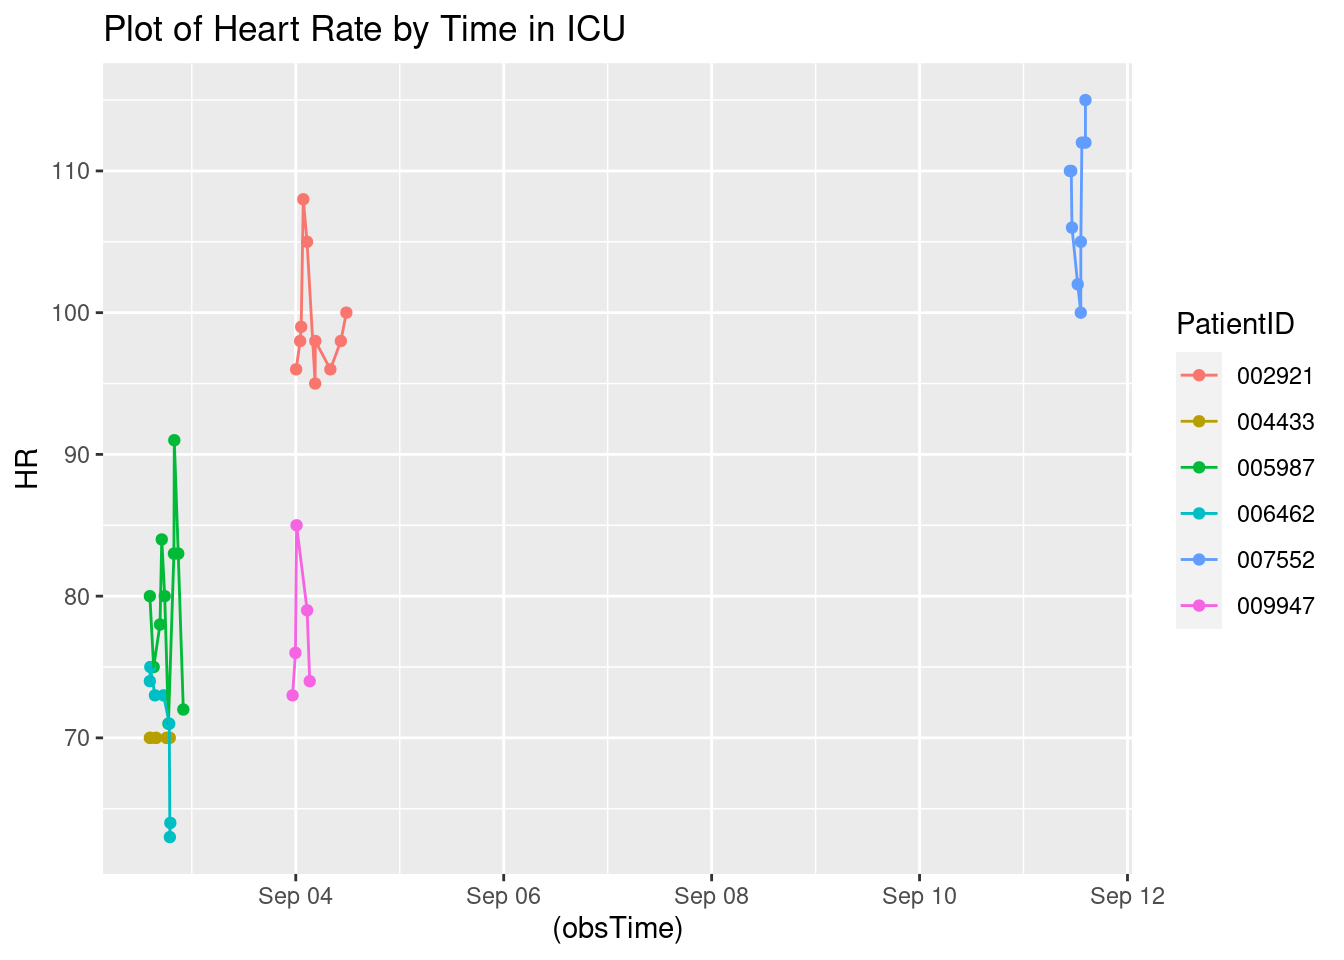 Plot of Heart Rate by Time in ICU
110
100
90
80
70
HR
Sep 04
Sep 06
Sep 08
Sep 10
Sep 12
(obsTime)
PatientID
002921
004433
005987
006462
007552
009947